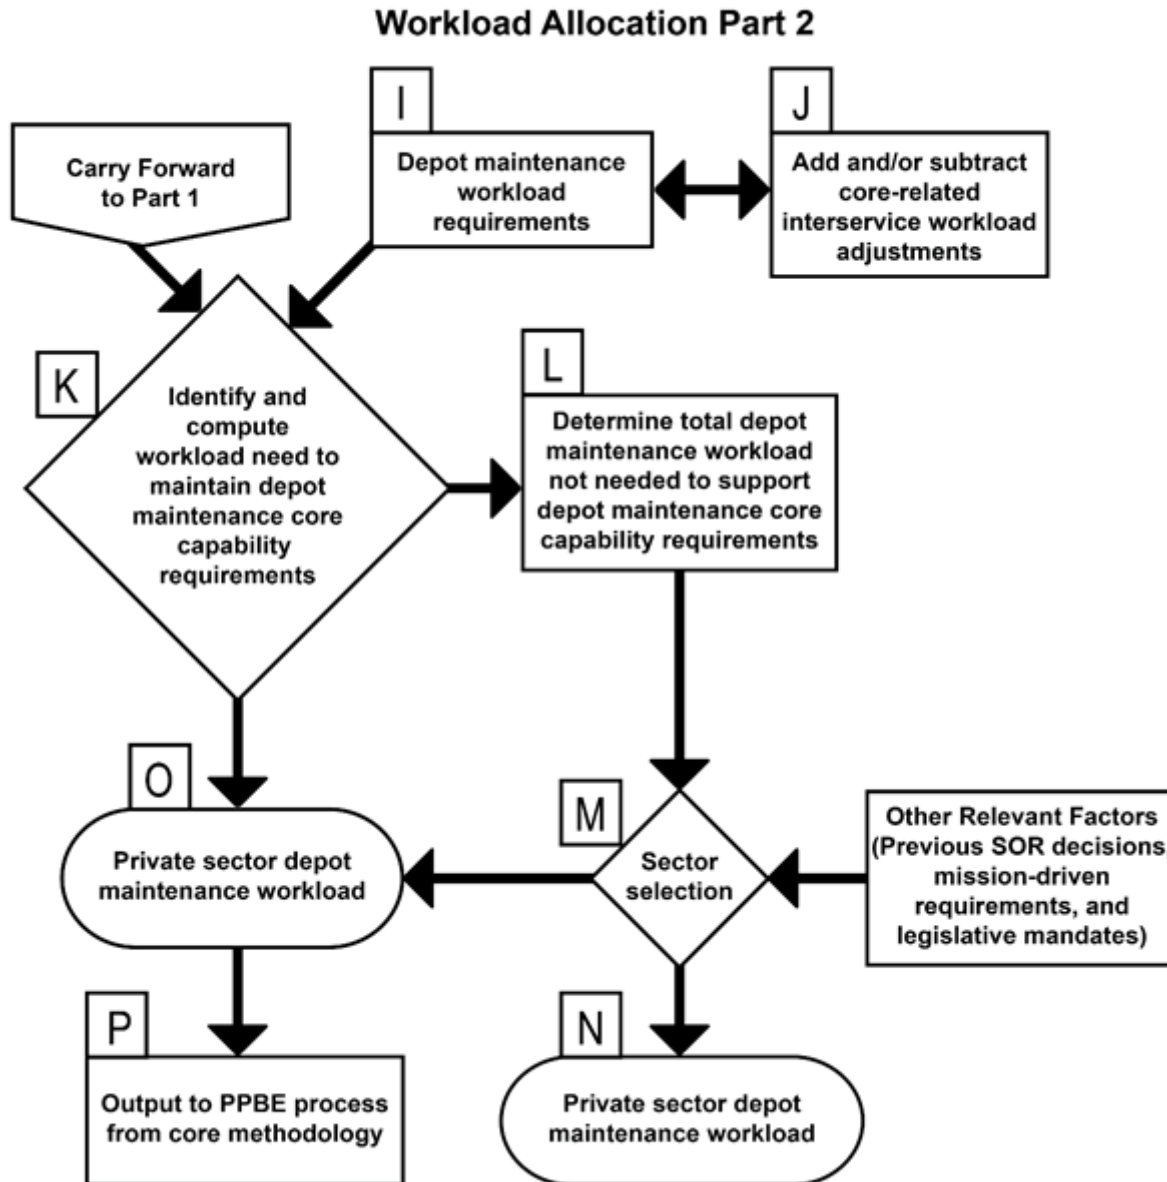 Workload Allocation Part 2
Carry Forward
to Part 1
I
Depot maintenance
workload
requirements
J
Add and/or subtract
core-related
interservice workload
adjustments
K
Identify and
compute
workload need to
maintain depot
maintenance core
capability
requirements
L
Determine total depot
maintenance workload
not needed to support
depot maintenance core
capability requirements
O
Private sector depot
maintenance workload
M
Sector
selection
Other Relevant Factors
(Previous SOR decisions,
mission-driven
requirements, and
legislative mandates)
P
Output to PPBE process
from core methodology
N
Private sector depot
maintenance workload